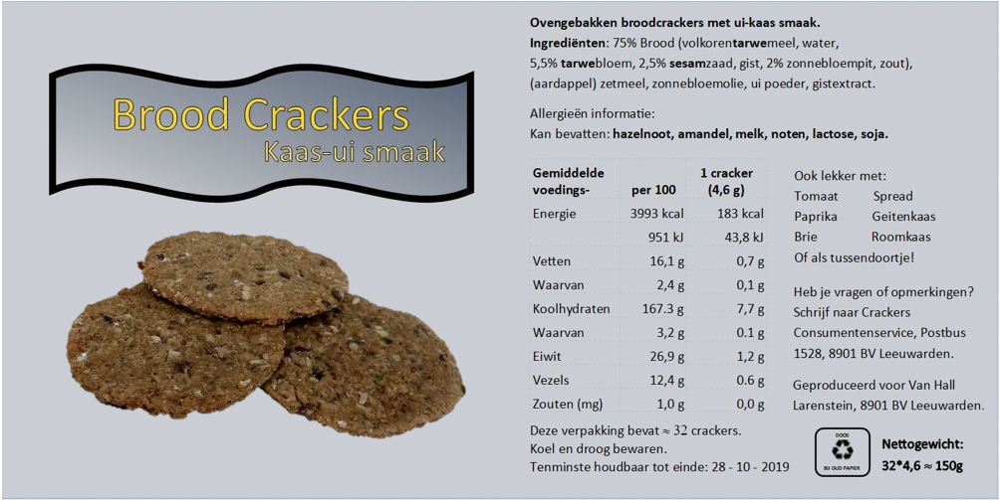 Brood Crackers
Kaas-ui smaak
Ovengebakken broodcrackers met ui-kaas smaak.
Ingrediënten: 75% Brood (volkorentarwemeel, water,
5,5% tarwebloem, 2,5% sesamzaad, gist, 2% zonnebloempit, zout),
(aardappel) zetmeel, zonnebloemolie, ui poeder, gistextract.
Allergieën informatie:
Kan bevatten: hazelnoot, amandel, melk, noten, lactose, soja.
Gemiddelde voedings- per 100 1 cracker (4,6 g)
Energie 3993 kcal 183 kcal
951 kJ 43,8 kJ
Vetten 16,1 g 0,7 g
Waarvan 2,4 g 0,1 g
Koolhydraten 167.3 g 7,7 g
Waarvan 3,2 g 0.1 g
Eiwit 26,9 g 1,2 g
Vezels 12,4 g 0.6 g
Zouten (mg) 1,0 g 0,0 g
Ook lekker met:
Tomaat Spread
Paprika Geitenkaas
Brie Roomkaas
Of als tussendoortje!
Heb je vragen of opmerkingen?
Schrijf naar Crackers
Consumentenservice, Postbus
1528, 8901 BV Leeuwarden.
Geproduceerd voor Van Hall
Larenstein, 8901 BV Leeuwarden.
Deze verpakking bevat ≈ 32 crackers.
Koel en droog bewaren.
Tenminste houdbaar tot einde: 28 - 10 - 2019
DOOS
BIJ OUD PAPIER
Nettogewicht:
32*4,6 ≈ 150g